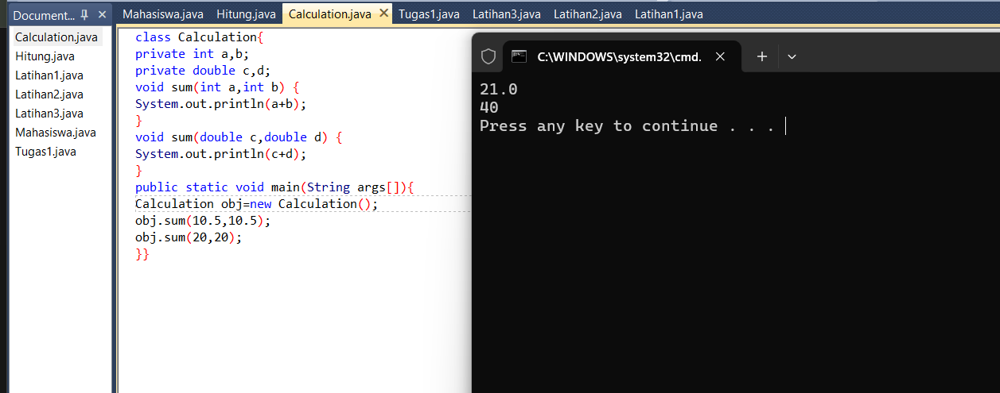 Document...
Mahasiswa.java Hitung.java Calculation.java Tugas1.java Latihan3.java Latihan2.java Latihan1.java
Calculation.java
Hitung.java
Latihan1.java
Latihan2.java
Latihan3.java
Mahasiswa.java
Tugas1.java
class Calculation{
private int a,b;
private double c,d;
void sum(int a,int b) {
System.out.println(a+b);
}
void sum(double c,double d) {
System.out.println(c+d);
}
public static void main(String args[]){
Calculation obj=new Calculation();
obj.sum(10.5,10.5);
obj.sum(20,20);
}}
C:\WINDOWS\system32\cmd.
21.0
40
Press any key to continue . . .